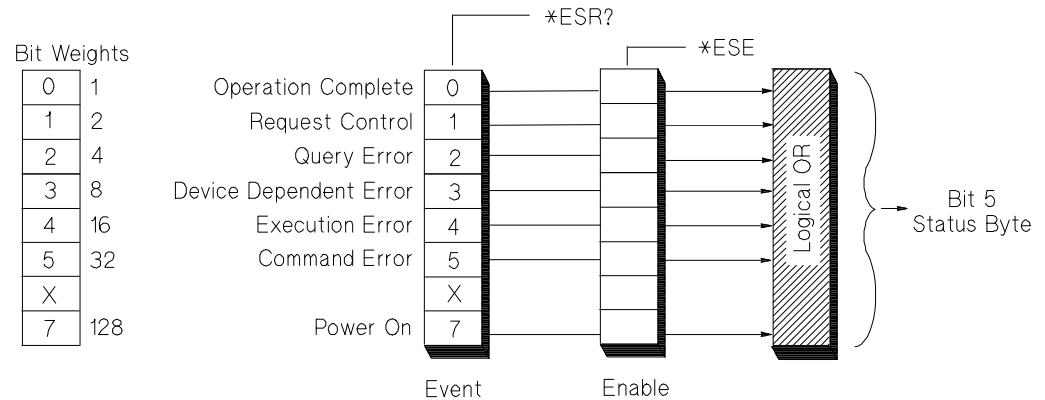 *ESR?
*ESE
Bit Weights
0 1
1 2
2 4
3 8
4 16
5 32
X
7 128
Operation Complete 0
Request Control 1
Query Error 2
Device Dependent Error 3
Execution Error 4
Command Error 5
X
Power On 7
Logical OR
Bit 5
Status Byte
Event
Enable